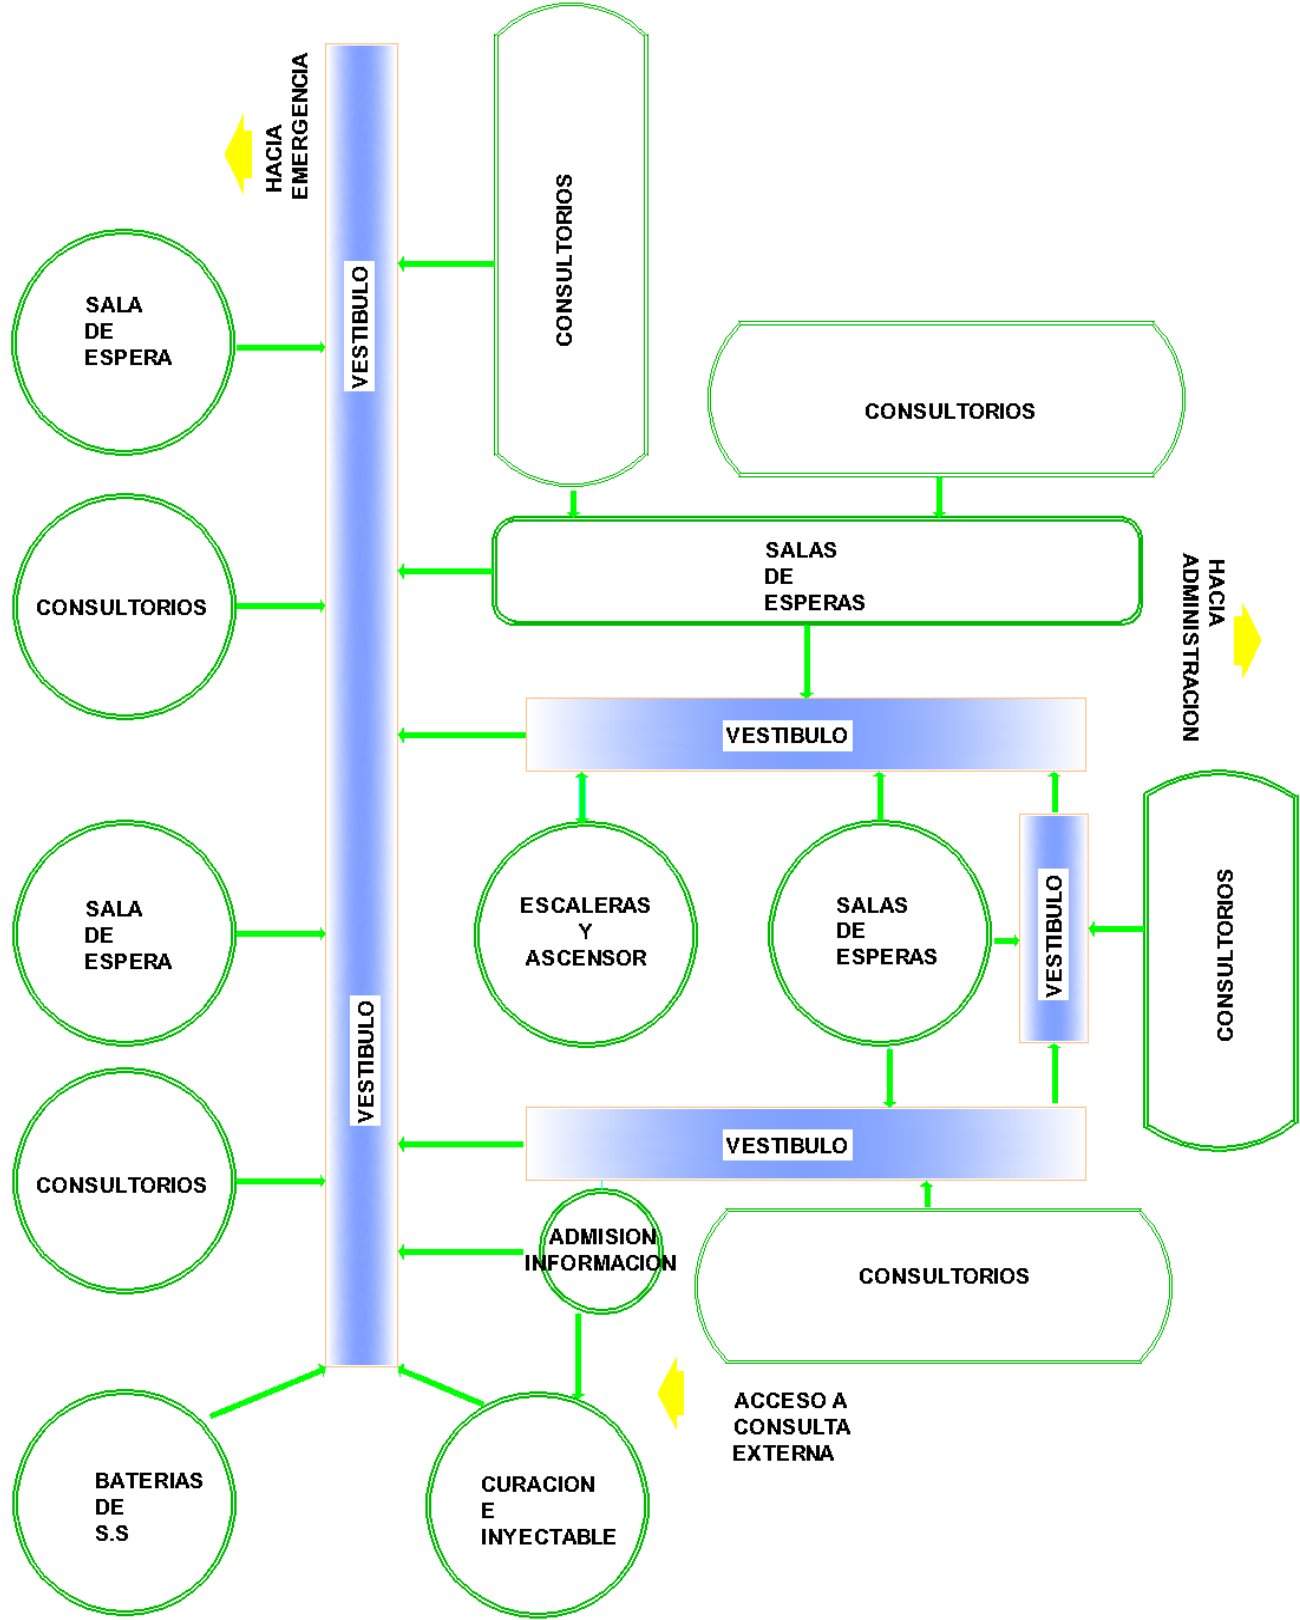 HACIA
EMERGENCIA
CONSULTORIOS
VESTIBULO
SALA
DE
ESPERA
CONSULTORIOS
SALAS
DE
ESPERAS
CONSULTORIOS
HACIA
ADMINISTRACION
VESTIBULO
SALA
DE
ESPERA
ESCALERAS
Y
ASCENSOR
SALAS
DE
ESPERAS
VESTIBULO
CONSULTORIOS
VESTIBULO
CONSULTORIOS
VESTIBULO
ADMISION
INFORMACION
CONSULTORIOS
ACCESO A
CONSULTA
EXTERNA
BATERIAS
DE
S.S
CURACION
E
INYECTABLE